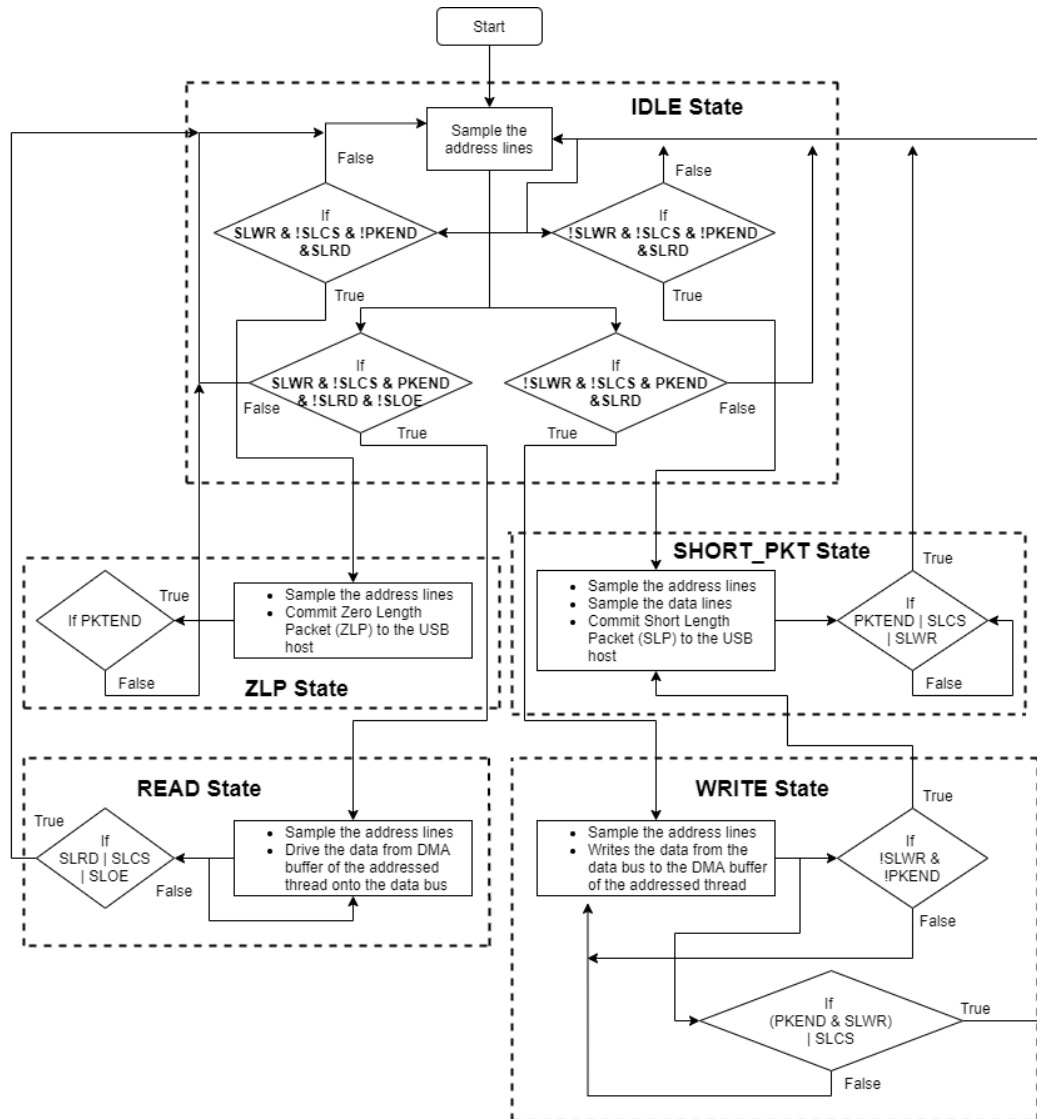 Start
IDLE State
Sample the
address lines
False
False
If
SLWR & !SLCS & !PKEND
&SLRD
If
!SLWR & !SLCS & !PKEND
&SLRD
True
True
If
SLWR & !SLCS & PKEND
& !SLRD & !SLOE
If
!SLWR & !SLCS & PKEND
&SLRD
False
False
True
True
SHORT_PKT State
If PKTEND
True
• Sample the address lines
• Commit Zero Length
Packet (ZLP) to the USB
host
False
ZLP State
• Sample the address lines
• Sample the data lines
• Commit Short Length
Packet (SLP) to the USB
host
True
If
PKTEND | SLCS
| SLWR
False
READ State
True
If
SLRD | SLCS
| SLOE
False
• Sample the address lines
• Drive the data from DMA
buffer of the addressed
thread onto the data bus
WRITE State
• Sample the address lines
• Writes the data from the
data bus to the DMA buffer
of the addressed thread
True
If
!SLWR &
!PKEND
False
If
(PKEND & SLWR)
| SLCS
True
False